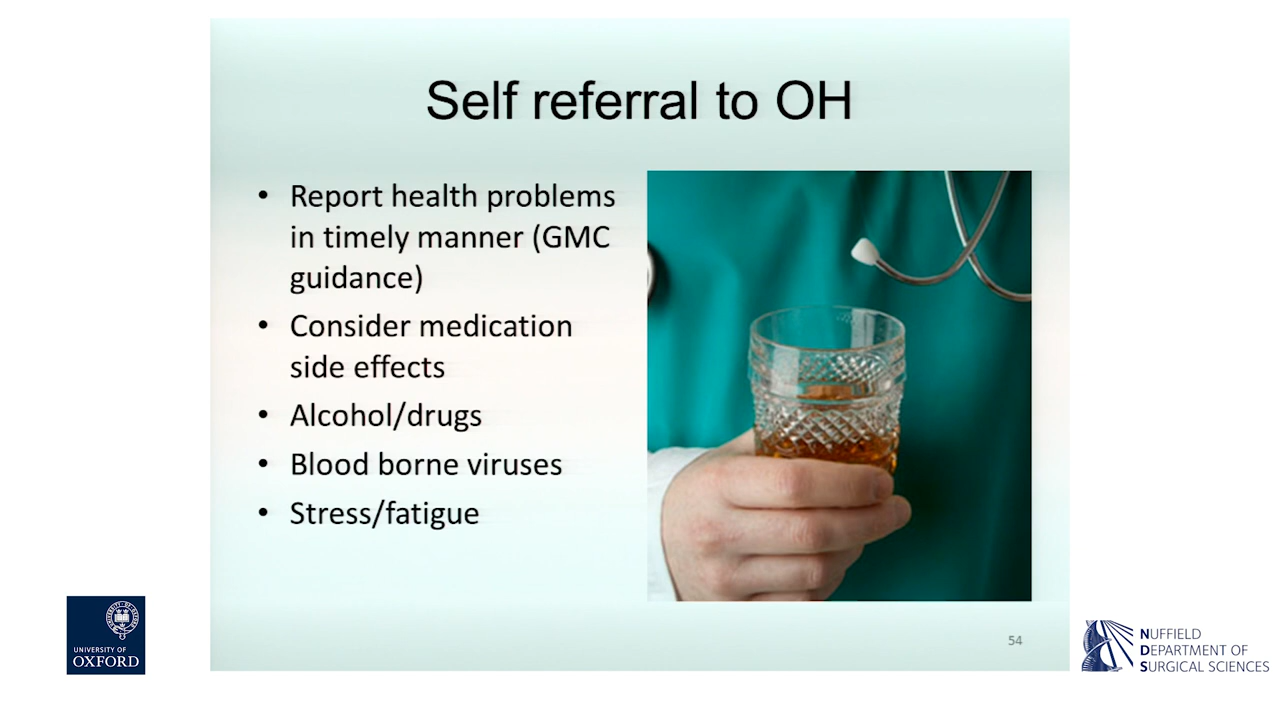 Self referral to OH
• Report health problems
in timely manner (GMC
guidance)
• Consider medication
side effects
• Alcohol/drugs
• Blood borne viruses
• Stress/fatigue
54
UNIVERSITY OF
OXFORD
NUFFIELD
DEPARTMENT OF
SURGICAL SCIENCES